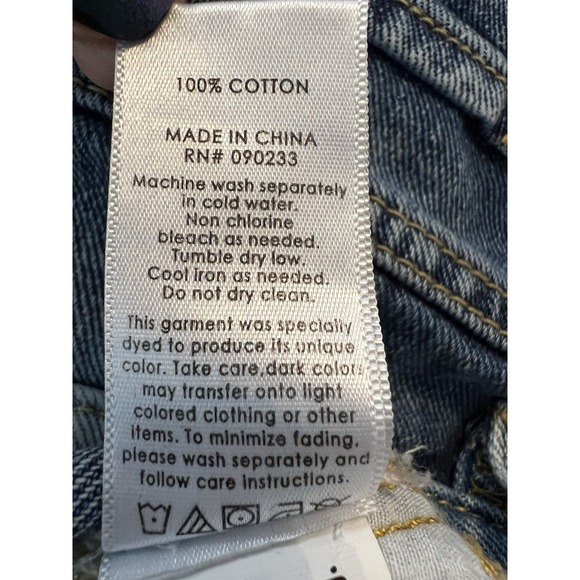 100% COTTON
MADE IN CHINA
RN# 090233
Machine wash separately
in cold water.
Non chlorine
bleach as needed.
Tumble dry low.
Cool iron as needed.
Do not dry clean.
This garment was specially
dyed to produce its unique
color. Take care,dark colors
may transfer onto light
colored clothing or other
items. To minimize fading,
please wash separately and
follow care instructions.